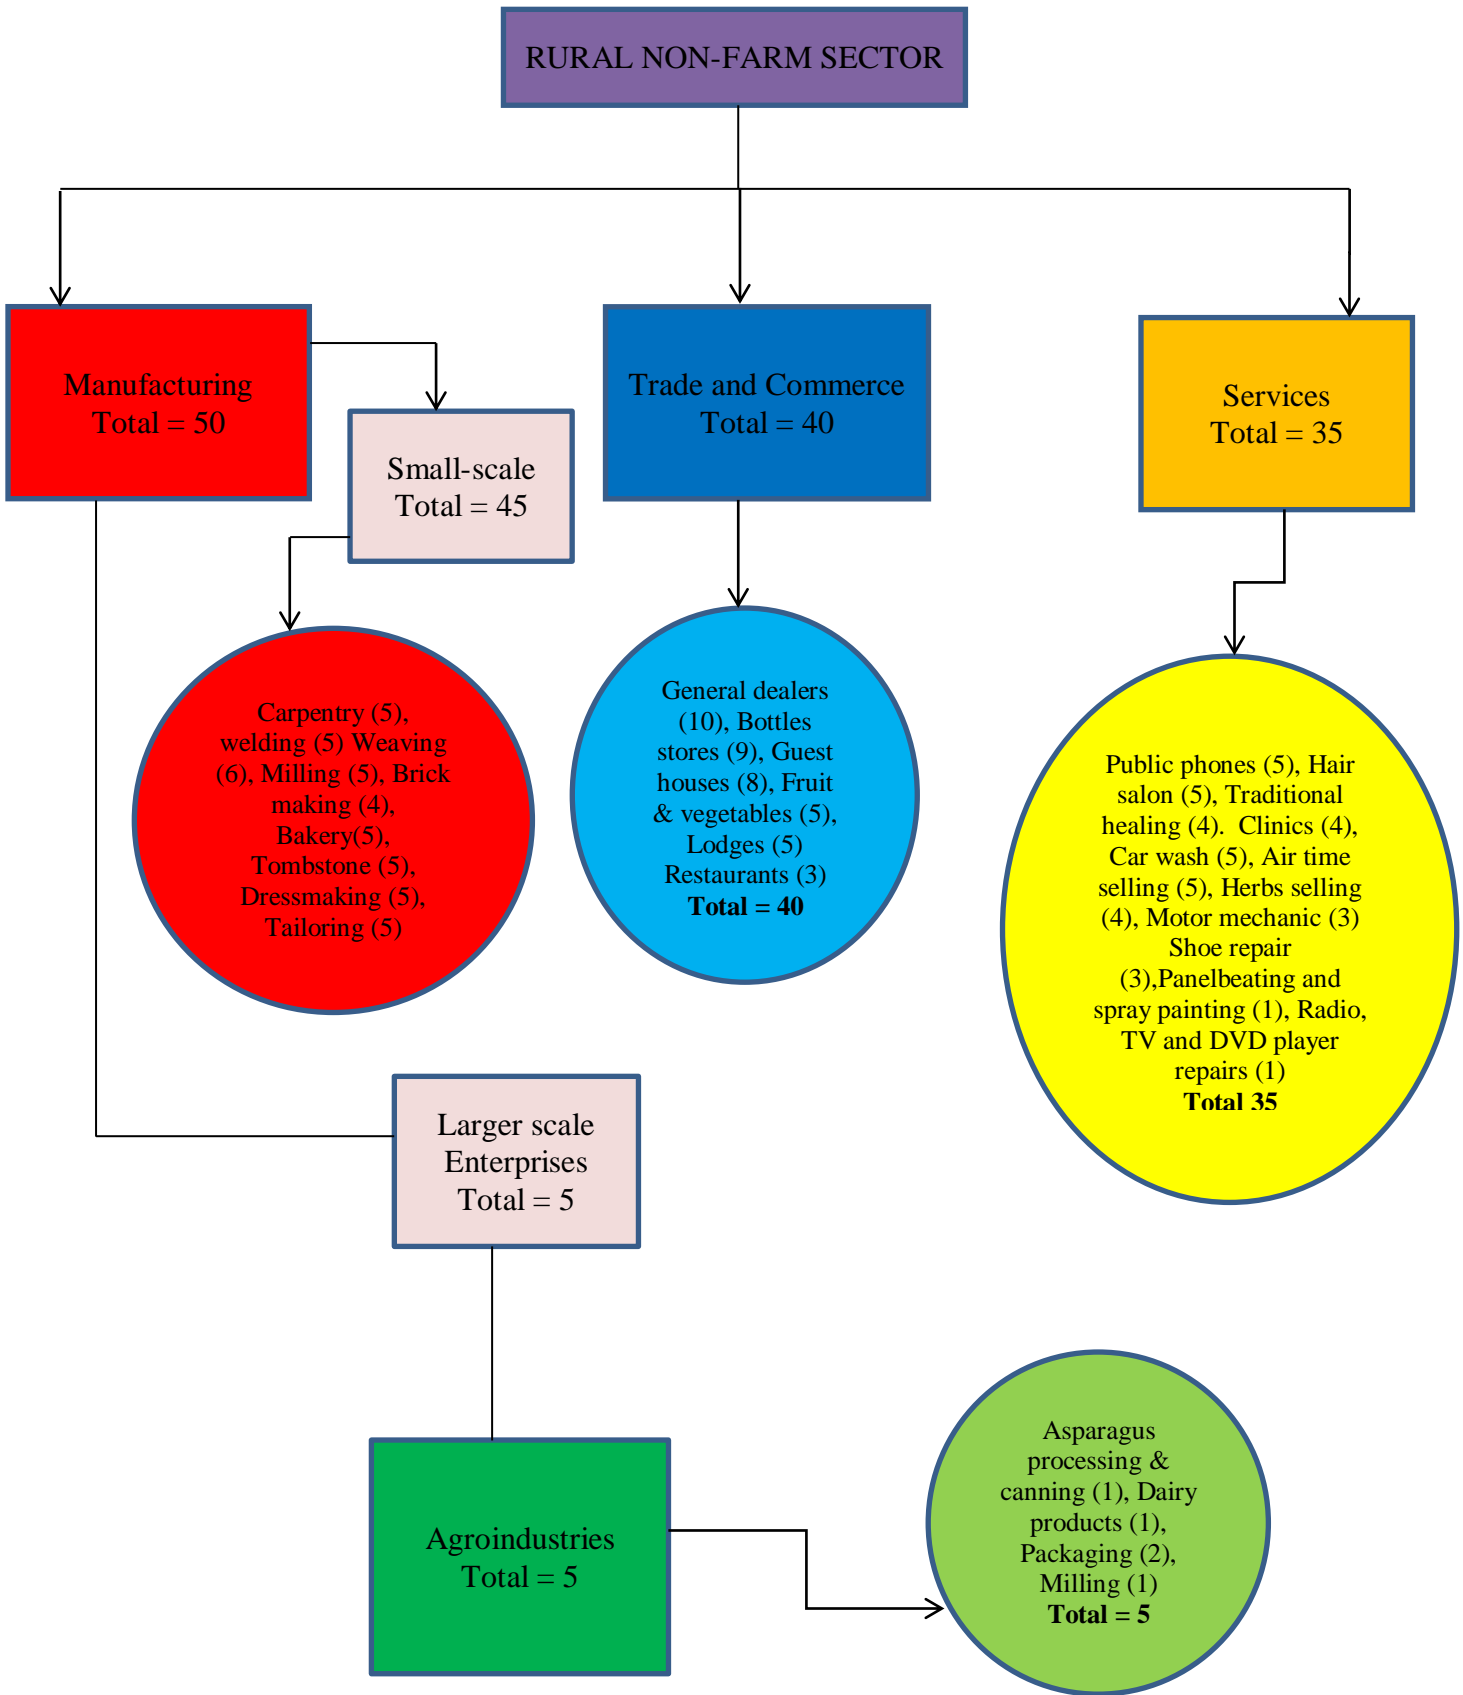 RURAL NON-FARM SECTOR
Manufacturing
Total = 50
Small-scale
Total = 45
Trade and Commerce
Total = 40
Services
Total = 35
Carpentry (5),
welding (5) Weaving
(6), Milling (5), Brick
making (4),
Bakery(5),
Tombstone (5),
Dressmaking (5),
Tailoring (5)
General dealers
(10), Bottles
stores (9), Guest
houses (8), Fruit
& vegetables (5),
Lodges (5)
Restaurants (3)
Total = 40
Public phones (5), Hair
salon (5), Traditional
healing (4).  Clinics (4),
Car wash (5), Air time
selling (5), Herbs selling
(4), Motor mechanic (3)
Shoe repair
(3),Panelbeating and
spray painting (1), Radio,
TV and DVD player
repairs (1)
Total 35
Larger scale
Enterprises
Total = 5
Agroindustries
Total = 5
Asparagus
processing &
canning (1), Dairy
products (1),
Packaging (2),
Milling (1)
Total = 5